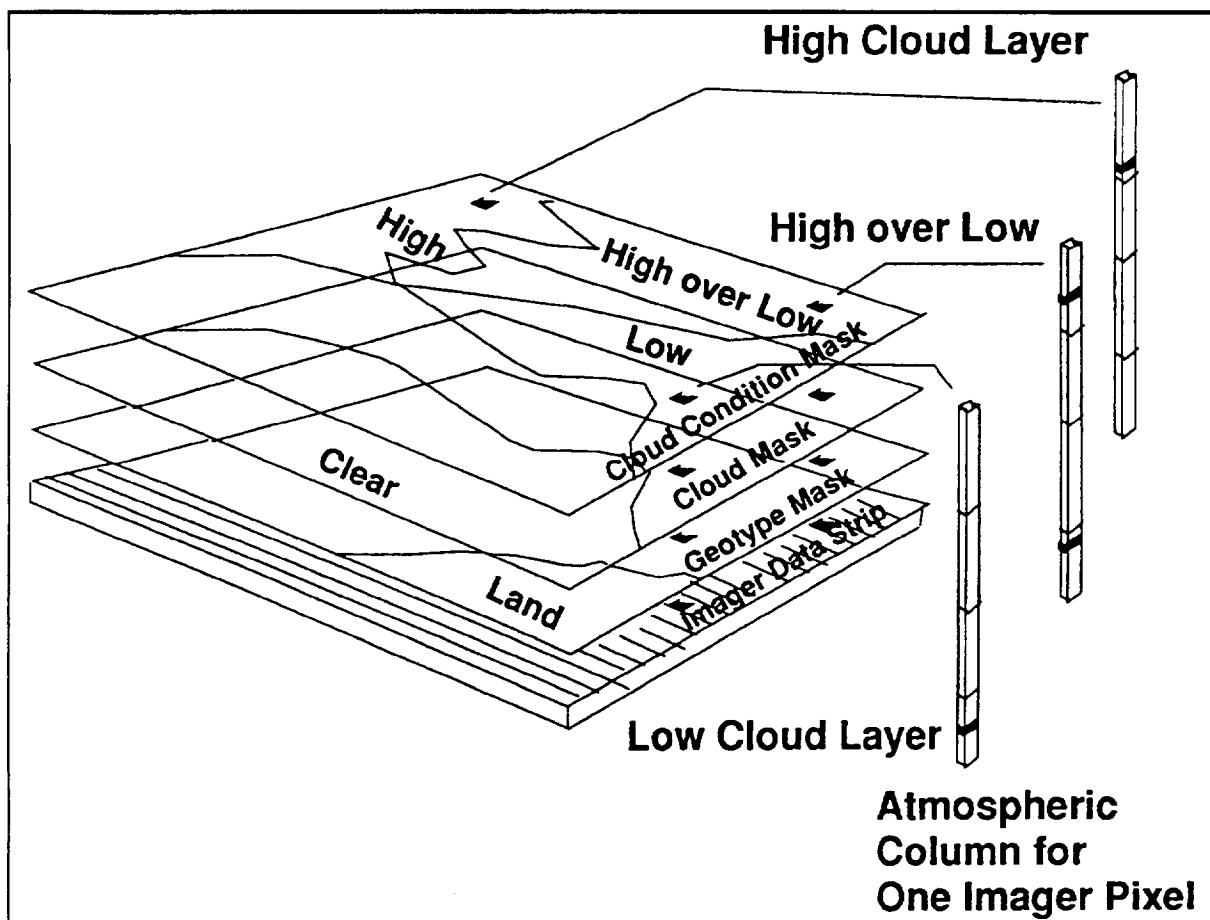 High Cloud Layer
High over Low
High
High over Low
Low
Cloud Condition Mask
Cloud Mask
Clear
Geotype Mask
Imager Data Strip
Land
Low Cloud Layer
Atmospheric
Column for
One Imager Pixel